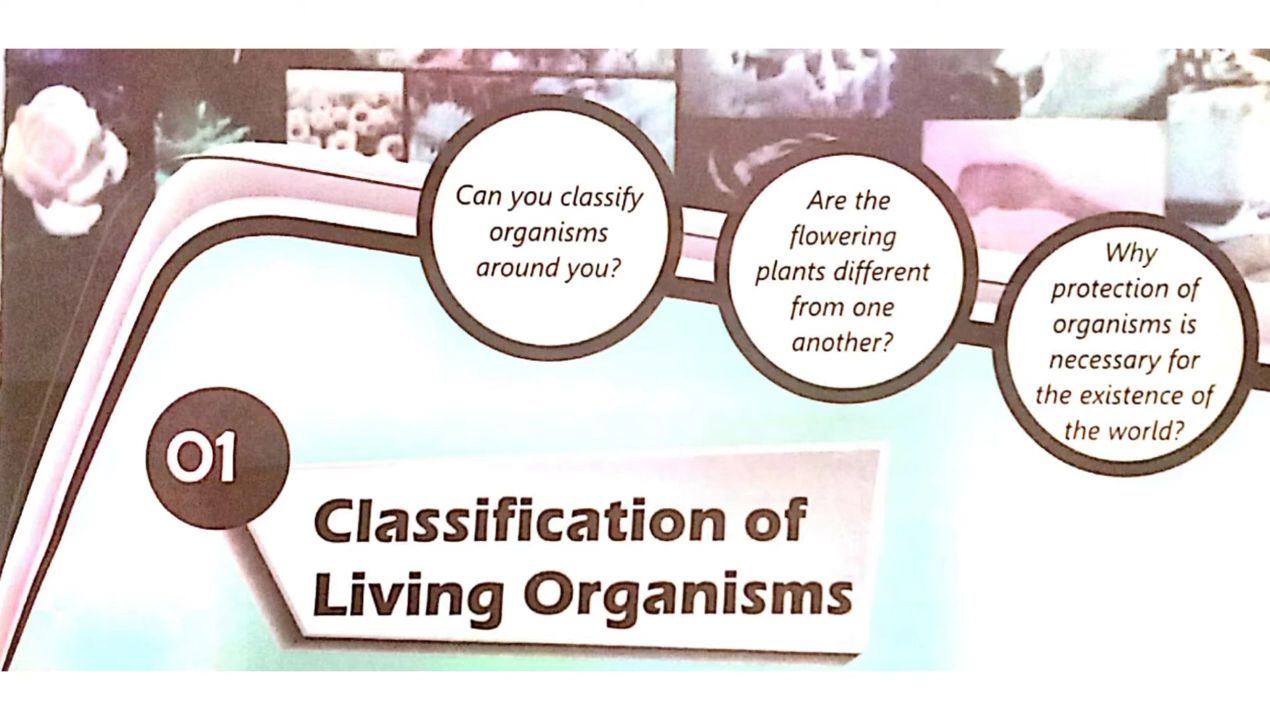 Can you classify
organisms
around you?
Are the
flowering
plants different
from one
another?
Why
protection of
organisms is
necessary for
the existence of
the world?
01
Classification of
Living Organisms